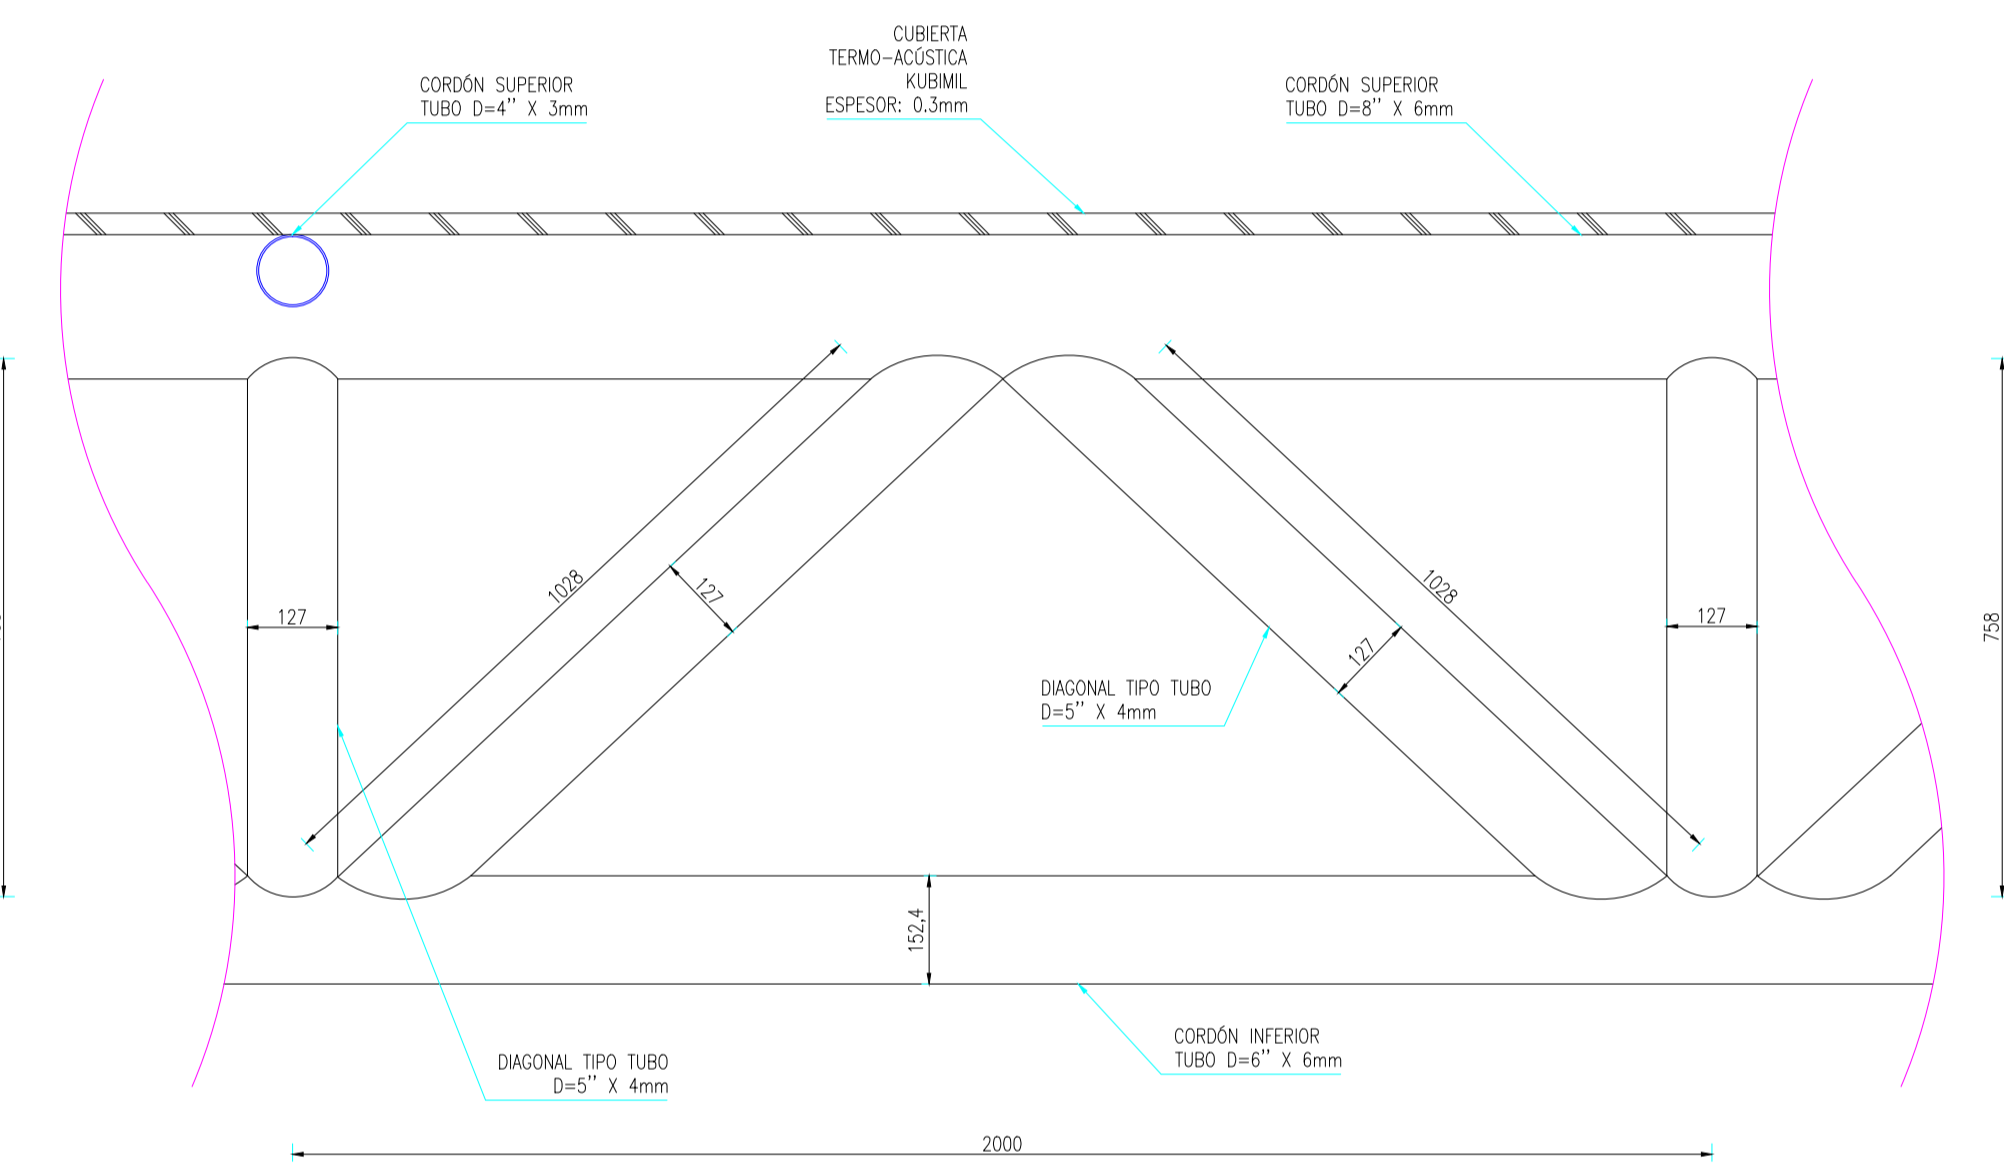 CUBIERTA
TERMO-ACÚSTICA
KUBIMIL
ESPESOR: 0.3mm
CORDÓN SUPERIOR
TUBO D=4'' X 3mm
CORDÓN SUPERIOR
TUBO D=8'' X 6mm
1028
127
1028
127
127
127
758
DIAGONAL TIPO TUBO
D=5'' X 4mm
152,4
CORDÓN INFERIOR
TUBO D=6'' X 6mm
DIAGONAL TIPO TUBO
D=5'' X 4mm
2000